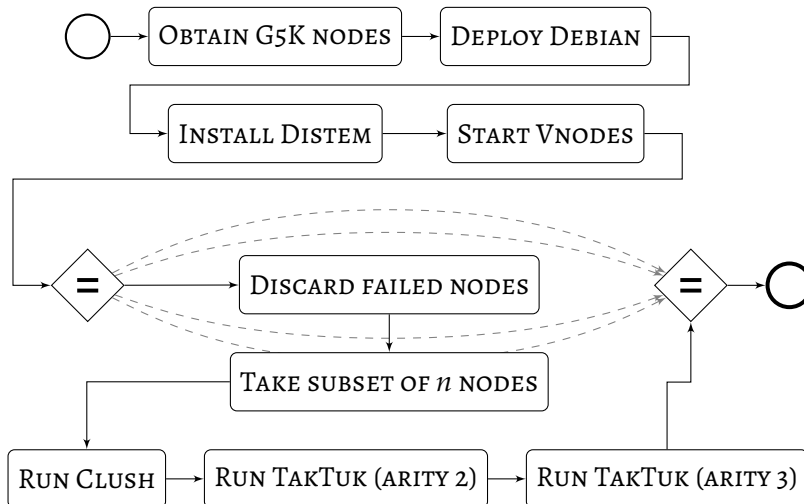 Obtain G5K nodes
Deploy Debian
Install Distem
Start Vnodes
=
=
Discard failed nodes
Take subset of n nodes
Run Clush
Run TakTuk (arity 2)
Run TakTuk (arity 3)